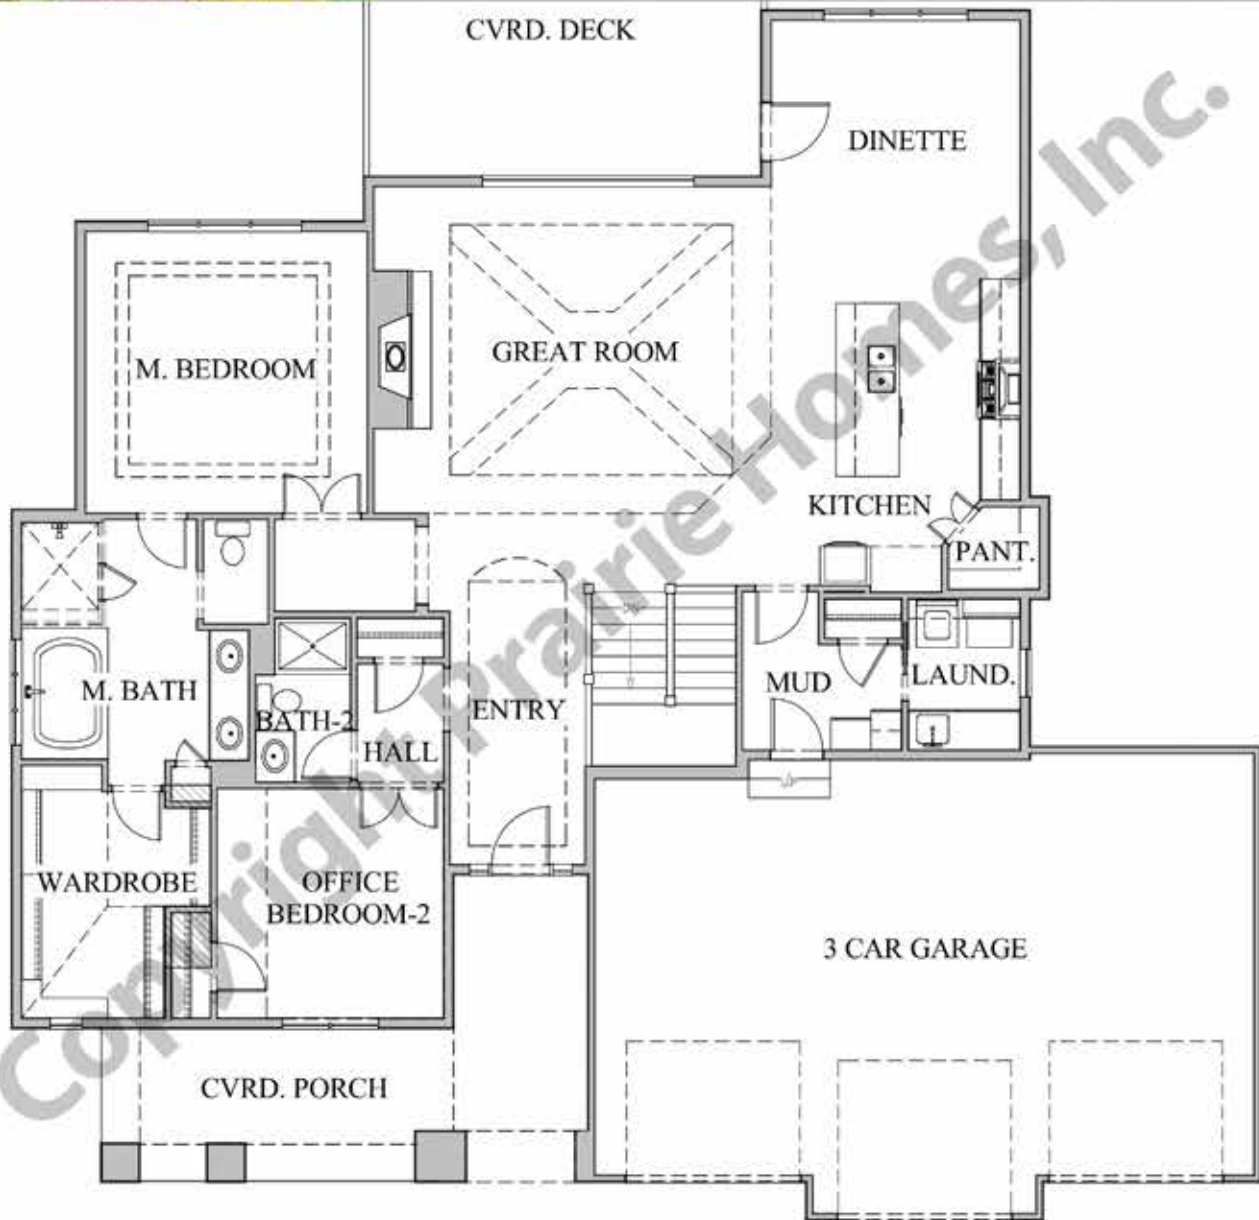 CVRD. DECK
DINETTE
GREAT ROOM
M. BEDROOM
KITCHEN
PANT.
M. BATH
BATH-2
HALL
ENTRY
MUD
LAUND.
WARDROBE
OFFICE
BEDROOM-2
3 CAR GARAGE
CVRD. PORCH
Copyright Prairie Homes, Inc.